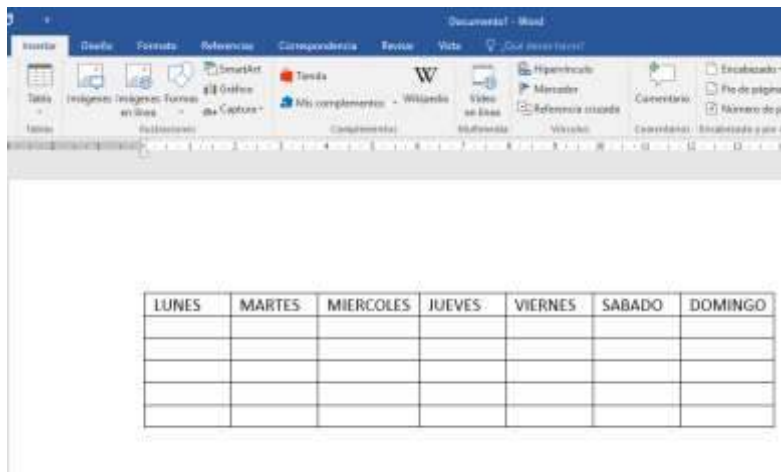 Documento1 - Word
Insertar Diseño Formato Referencias Correspondencia Revisar Vista ¿Qué desea hacer?
Tabla Imágenes Imágenes en línea Formas SmartArt Gráfico Captura Tienda Mis complementos Wikipedia Vídeo en línea Hipervínculo Marcador Referencia cruzada Comentario Encabezado Pie de página Número de p
Tablas Ilustraciones Complementos Multimedia Vínculos Comentarios Encabezado y pie
LUNES MARTES MIERCOLES JUEVES VIERNES SABADO DOMINGO